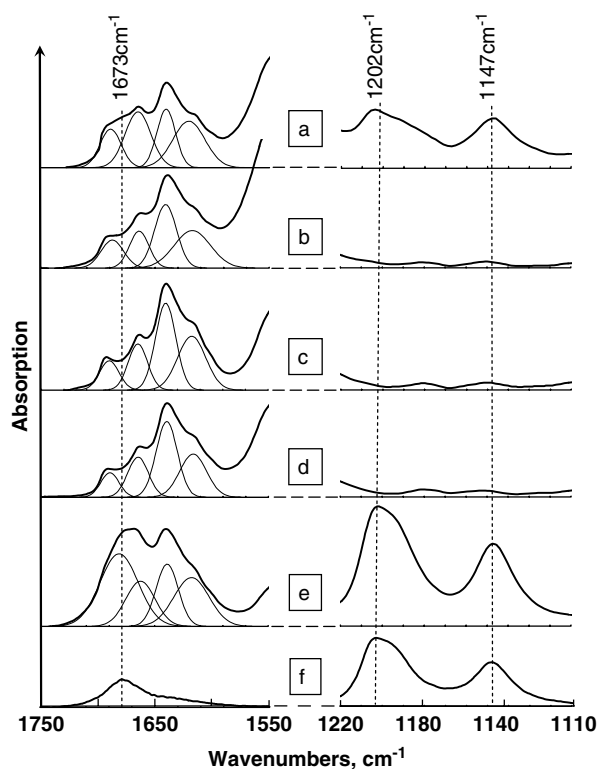 1673cm-1
1202cm-1
1147cm-1
a
b
c
d
e
f
Absorption
1750 1650 1550 1220 1180 1140 1110
Wavenumbers, cm-1